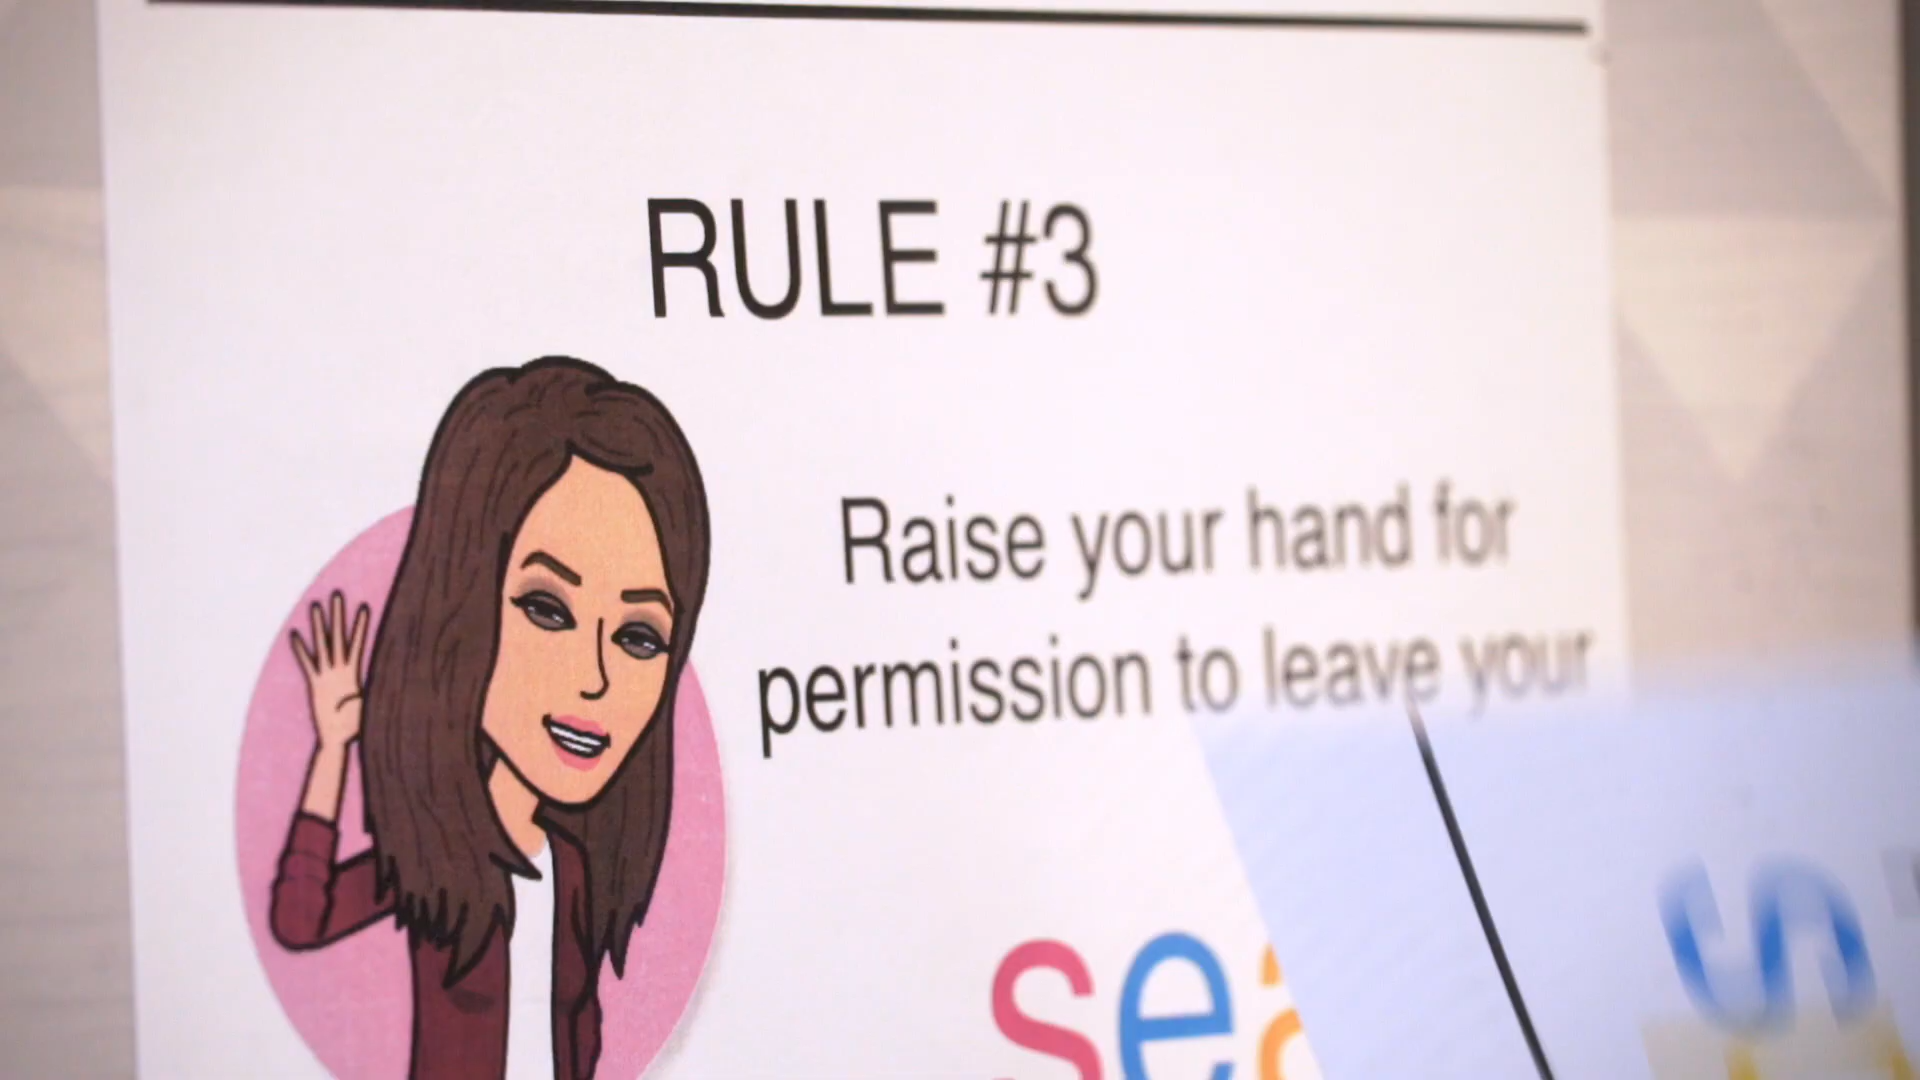 RULE #3
Raise your hand for
permission to leave your
sea
S